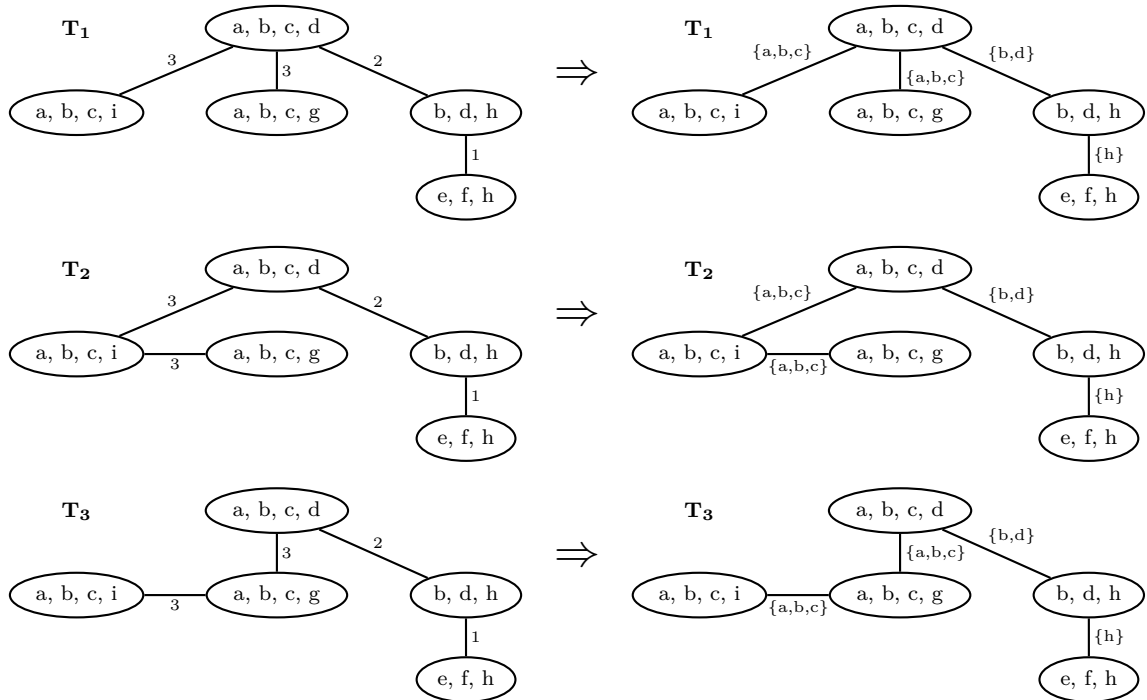 T1 a, b, c, d ⇒ T1 a, b, c, d
3 3 2 {a,b,c} {a,b,c} {b,d}
a, b, c, i a, b, c, g b, d, h a, b, c, i a, b, c, g b, d, h
1 {h}
e, f, h e, f, h
T2 a, b, c, d ⇒ T2 a, b, c, d
3 2 {a,b,c} {b,d}
a, b, c, i a, b, c, g b, d, h a, b, c, i a, b, c, g b, d, h
3 {a,b,c}
1 {h}
e, f, h e, f, h
T3 a, b, c, d ⇒ T3 a, b, c, d
3 2 {a,b,c} {b,d}
a, b, c, i a, b, c, g b, d, h a, b, c, i a, b, c, g b, d, h
3 {a,b,c}
1 {h}
e, f, h e, f, h